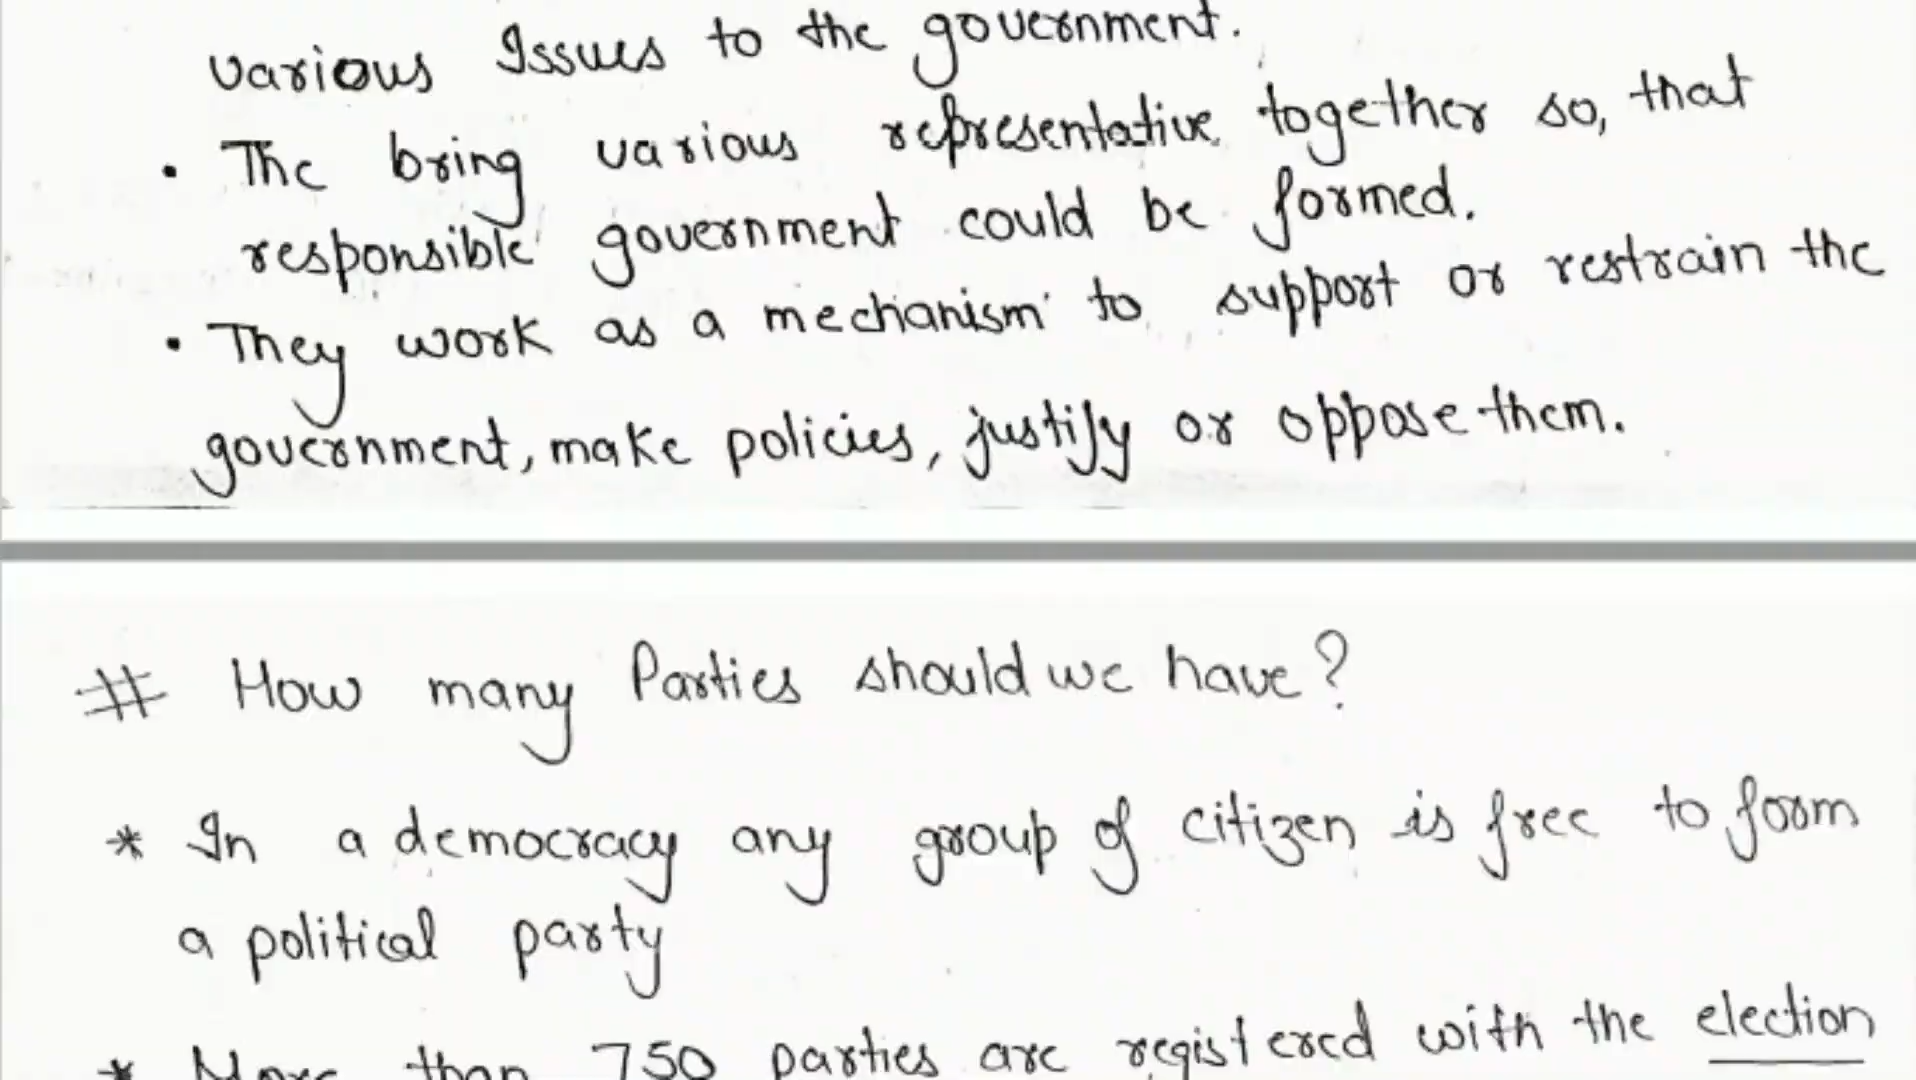 various Issues to the government.
• The bring various representative together so, that
responsible government could be formed.
• They work as a mechanism to support or restrain the
government, make policies, justify or oppose them.
# How many Parties should we have?
* In a democracy any group of citizen is free to form
a political party
* More than 750 parties are registered with the election